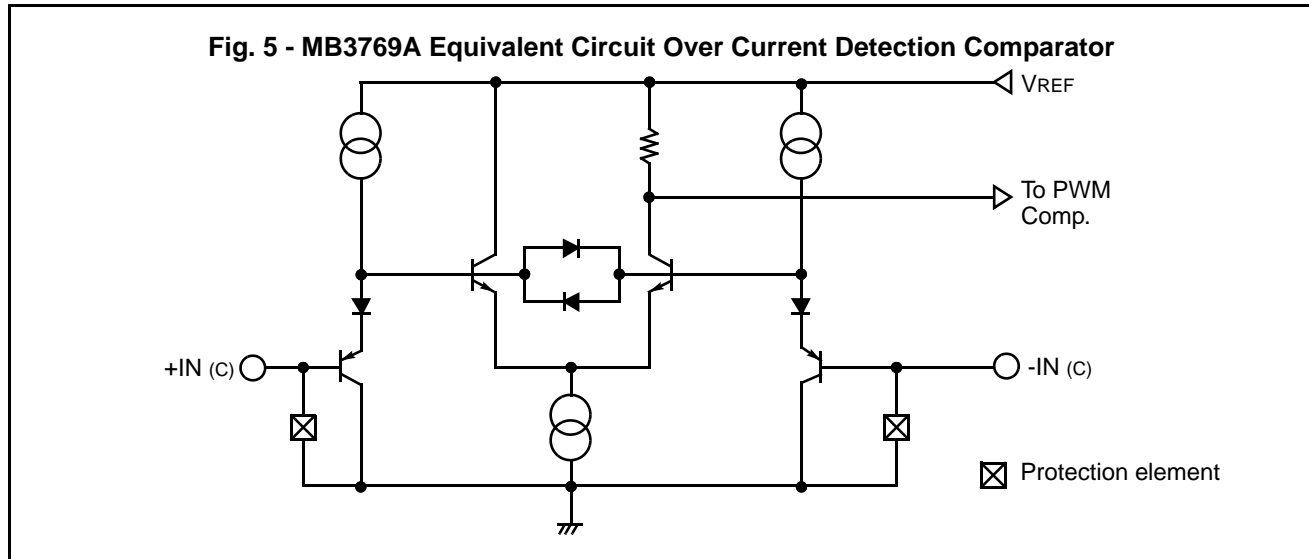 Fig. 5 - MB3769A Equivalent Circuit Over Current Detection Comparator
VREF
To PWM
Comp.
+IN (C)
-IN (C)
Protection element